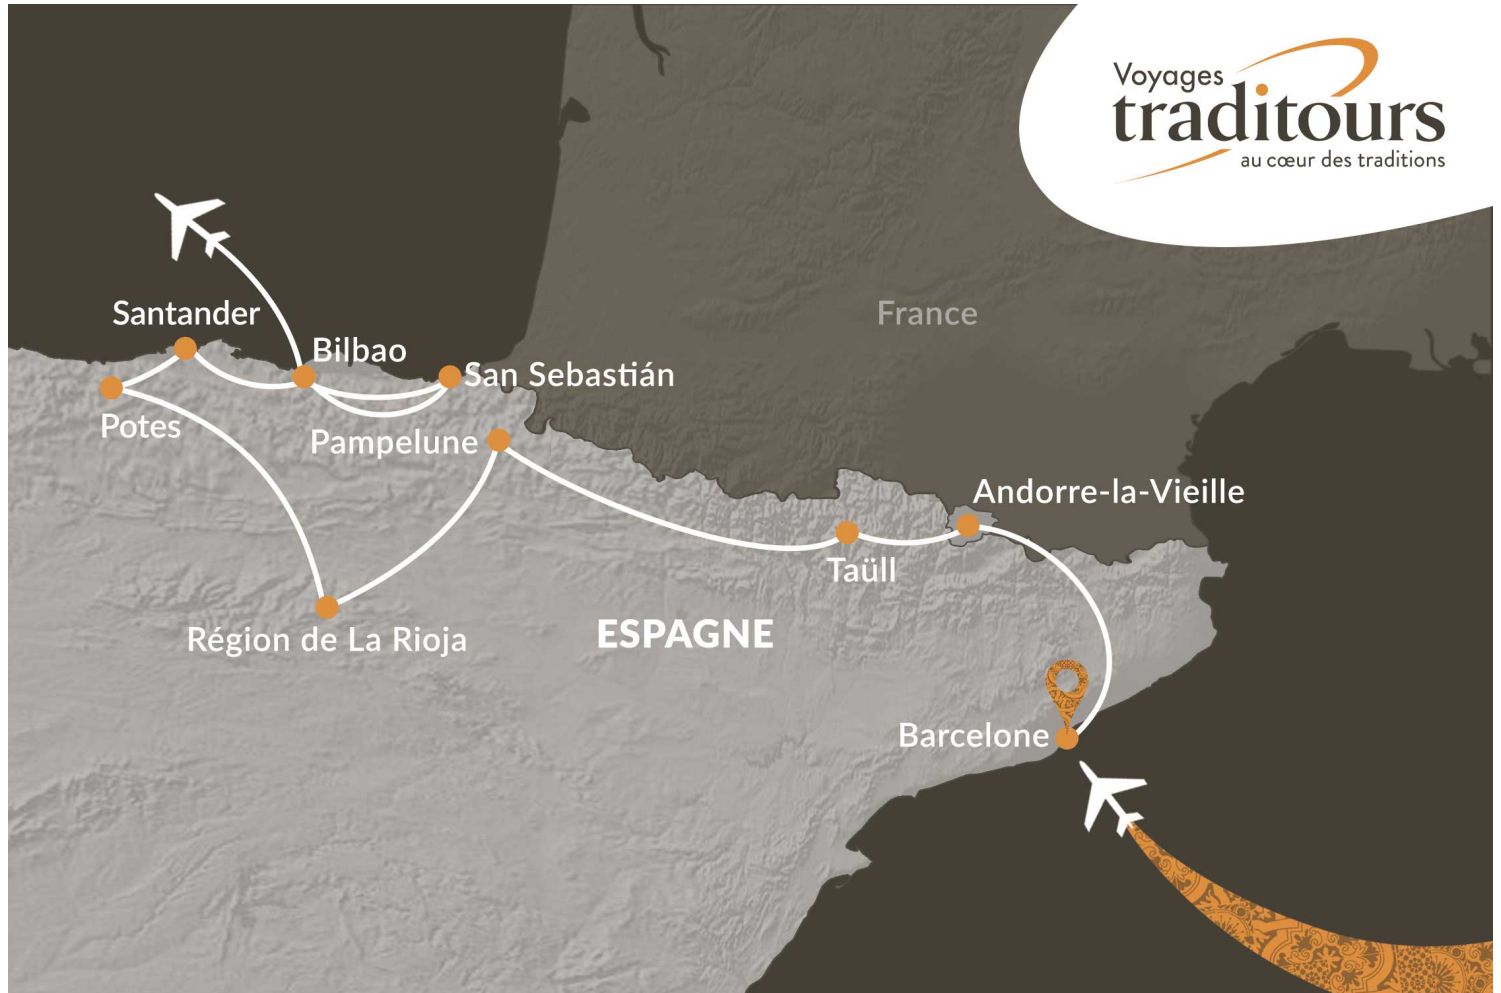 Voyages
traditours
au cœur des traditions
France
Santander
Bilbao
San Sebastián
Potes
Pampelune
Andorre-la-Vieille
Taüll
Région de La Rioja
ESPAGNE
Barcelone